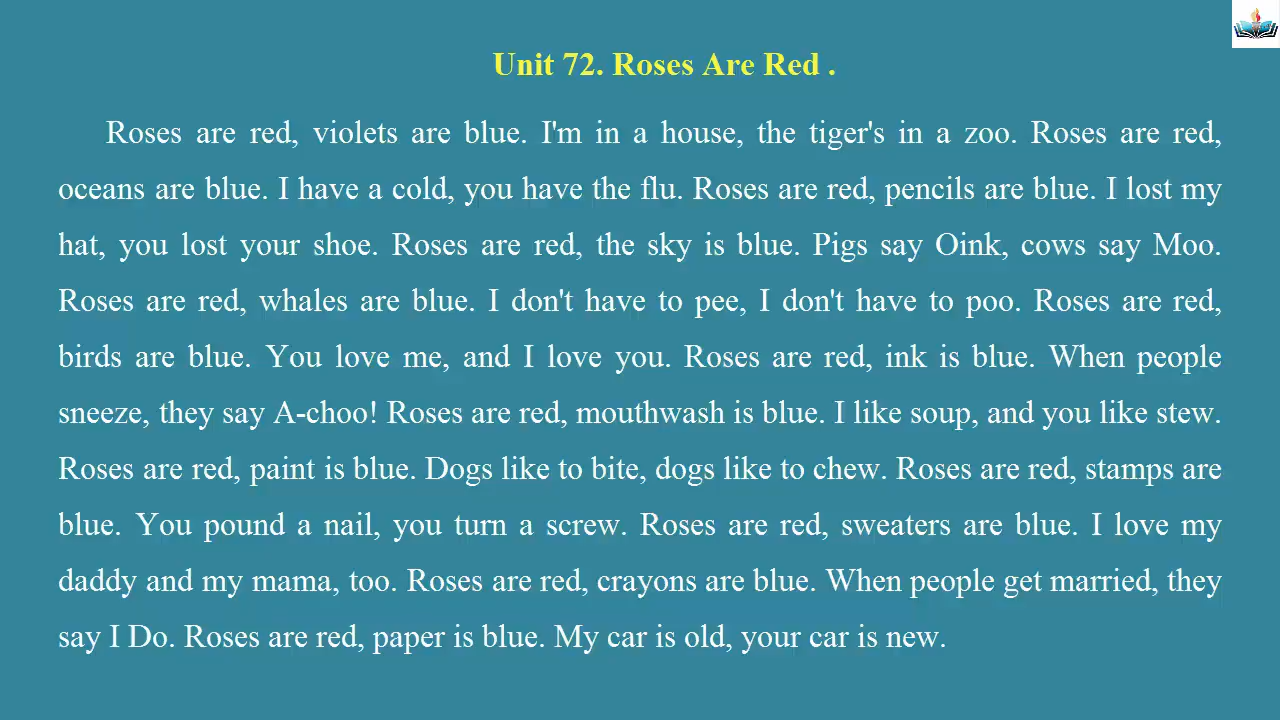 Unit 72. Roses Are Red .
Roses are red, violets are blue. I'm in a house, the tiger's in a zoo. Roses are red,
oceans are blue. I have a cold, you have the flu. Roses are red, pencils are blue. I lost my
hat, you lost your shoe. Roses are red, the sky is blue. Pigs say Oink, cows say Moo.
Roses are red, whales are blue. I don't have to pee, I don't have to poo. Roses are red,
birds are blue. You love me, and I love you. Roses are red, ink is blue. When people
sneeze, they say A-choo! Roses are red, mouthwash is blue. I like soup, and you like stew.
Roses are red, paint is blue. Dogs like to bite, dogs like to chew. Roses are red, stamps are
blue. You pound a nail, you turn a screw. Roses are red, sweaters are blue. I love my
daddy and my mama, too. Roses are red, crayons are blue. When people get married, they
say I Do. Roses are red, paper is blue. My car is old, your car is new.